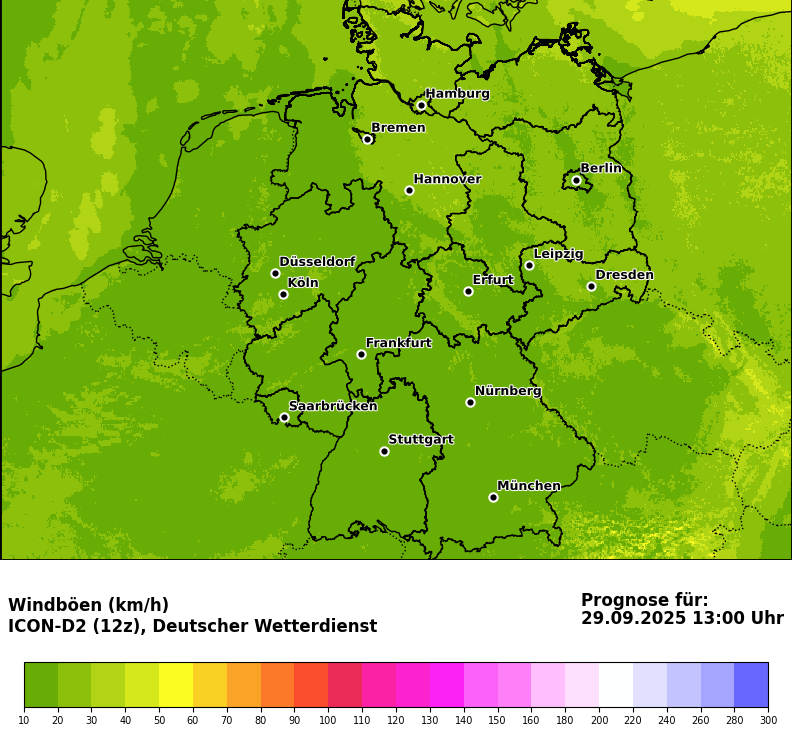 Hamburg
Bremen
Berlin
Hannover
Leipzig
Düsseldorf
Dresden
Köln
Erfurt
Frankfurt
Nürnberg
Saarbrücken
Stuttgart
München
Windböen (km/h)
ICON-D2 (12z), Deutscher Wetterdienst
Prognose für:
29.09.2025 13:00 Uhr
10 20 30 40 50 60 70 80 90 100 110 120 130 140 150 160 180 200 220 240 260 280 300